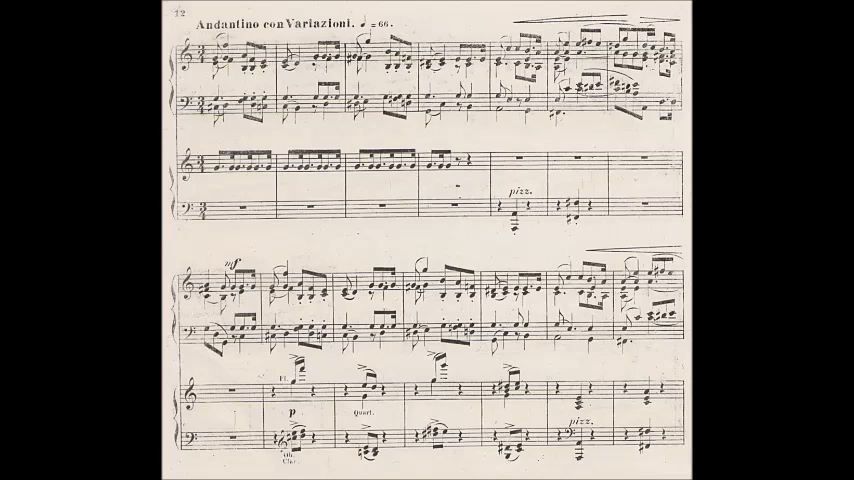 12
Andantino con Variazioni. ♩ = 66.
pizz.
mf
Fl.
p
Quart.
pizz.
Ob.
Clar.